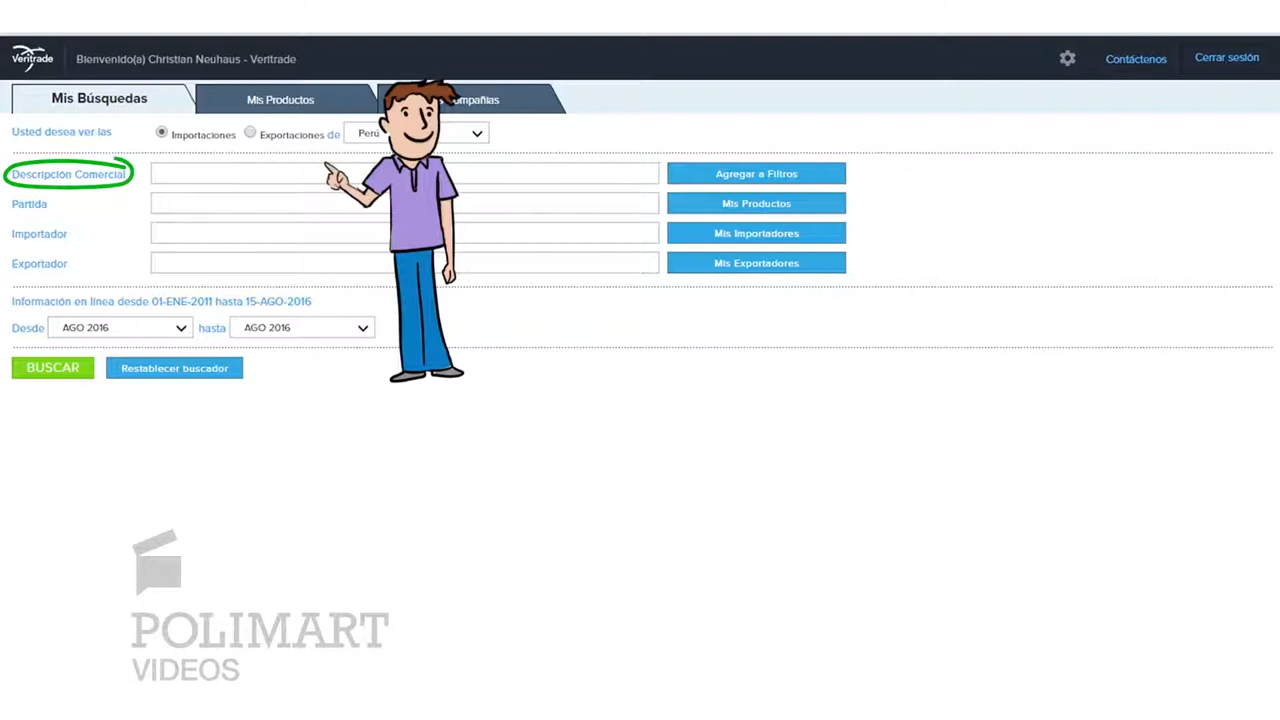 Veritrade
Bienvenido(a) Christian Neuhaus - Veritrade
Contáctenos
Cerrar sesión
Mis Búsquedas
Mis Productos
Usted desea ver las
Importaciones
Exportaciones de
Perú
Descripción Comercial
Agregar a Filtros
Partida
Mis Productos
Importador
Mis Importadores
Exportador
Mis Exportadores
Información en línea desde 01-ENE-2011 hasta 15-AGO-2016
Desde
AGO 2016
hasta
AGO 2016
BUSCAR
Restablecer buscador
POLIMART
VIDEOS